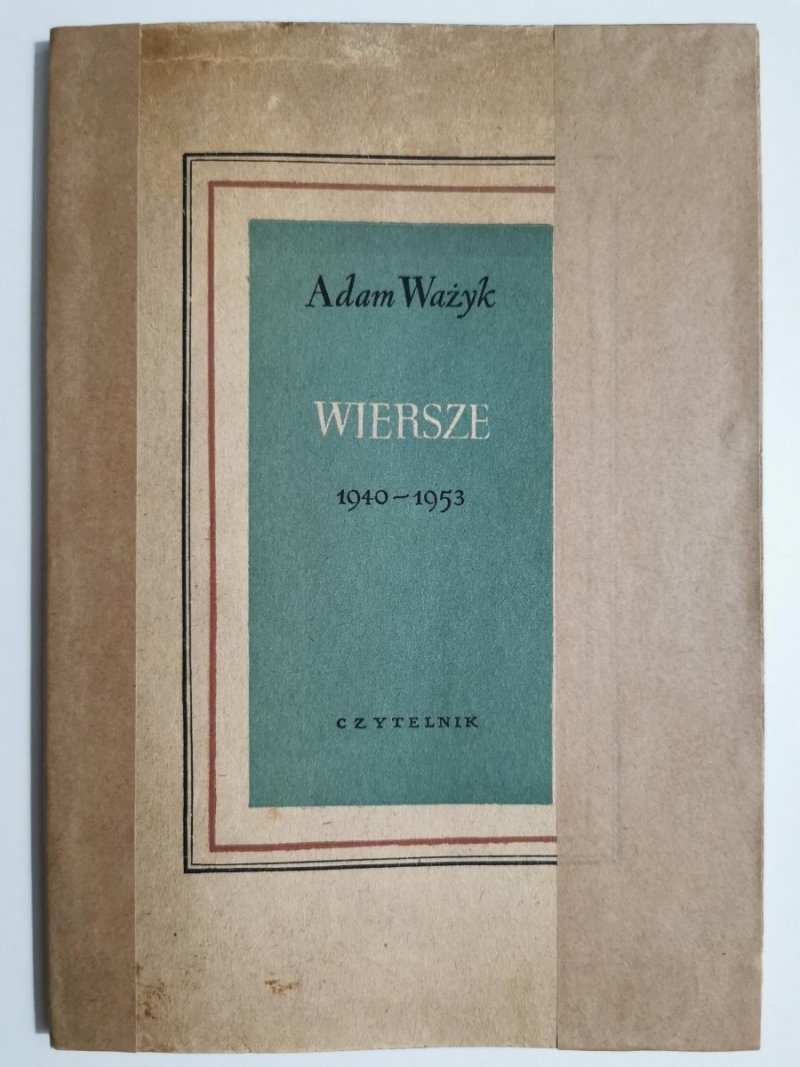 Adam Ważyk
WIERSZE
1940–1953
CZYTELNIK